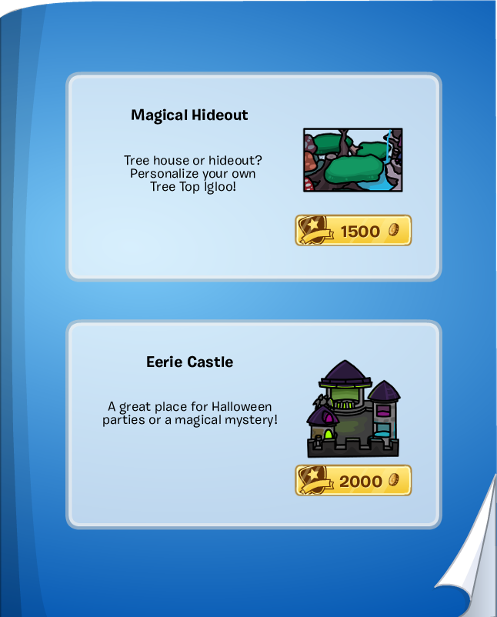 Magical Hideout
Tree house or hideout?
Personalize your own
Tree Top Igloo!
1500
Eerie Castle
A great place for Halloween
parties or a magical mystery!
2000